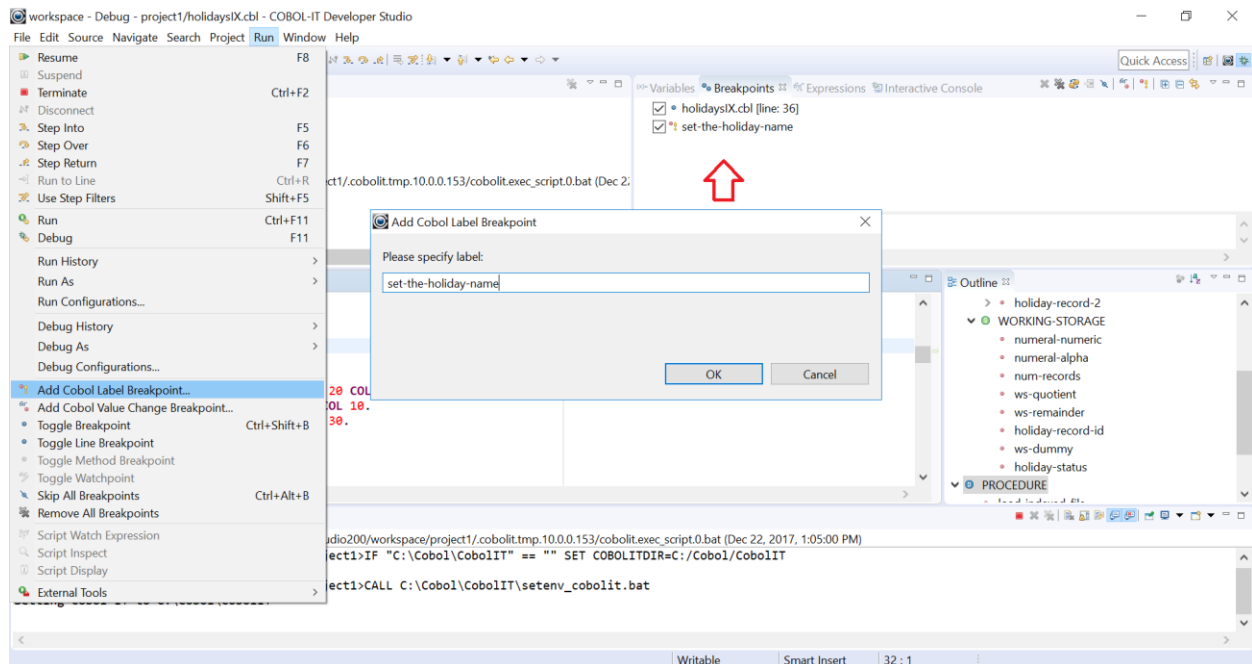 workspace - Debug - project1/holidaysIX.cbl - COBOL-IT Developer Studio
File Edit Source Navigate Search Project Run Window Help
Quick Access
Resume F8
Suspend
Terminate Ctrl+F2
Disconnect
Step Into F5
Step Over F6
Step Return F7
Run to Line Ctrl+R
Use Step Filters Shift+F5
Run Ctrl+F11
Debug F11
Run History
Run As
Run Configurations...
Debug History
Debug As
Debug Configurations...
Add Cobol Label Breakpoint...
Add Cobol Value Change Breakpoint...
Toggle Breakpoint Ctrl+Shift+B
Toggle Line Breakpoint
Toggle Method Breakpoint
Toggle Watchpoint
Skip All Breakpoints Ctrl+Alt+B
Remove All Breakpoints
Script Watch Expression
Script Inspect
Script Display
External Tools
Variables Breakpoints Expressions Interactive Console
holidaysIX.cbl [line: 36]
set-the-holiday-name
ct1/.cobolit.tmp.10.0.0.153/cobolit.exec_script.0.bat (Dec 22
Add Cobol Label Breakpoint
Please specify label:
set-the-holiday-name
OK Cancel
20 COL
OL 10.
30.
Outline
holiday-record-2
WORKING-STORAGE
numeral-numeric
numeral-alpha
num-records
ws-quotient
ws-remainder
holiday-record-id
ws-dummy
holiday-status
PROCEDURE
udio200/workspace/project1/.cobolit.tmp.10.0.0.153/cobolit.exec_script.0.bat (Dec 22, 2017, 1:05:00 PM)
ject1>IF "C:\Cobol\CobolIT" == "" SET COBOLITDIR=C:/Cobol/CobolIT
ject1>CALL C:\Cobol\CobolIT\setenv_cobolit.bat
Writable Smart Insert 32 : 1